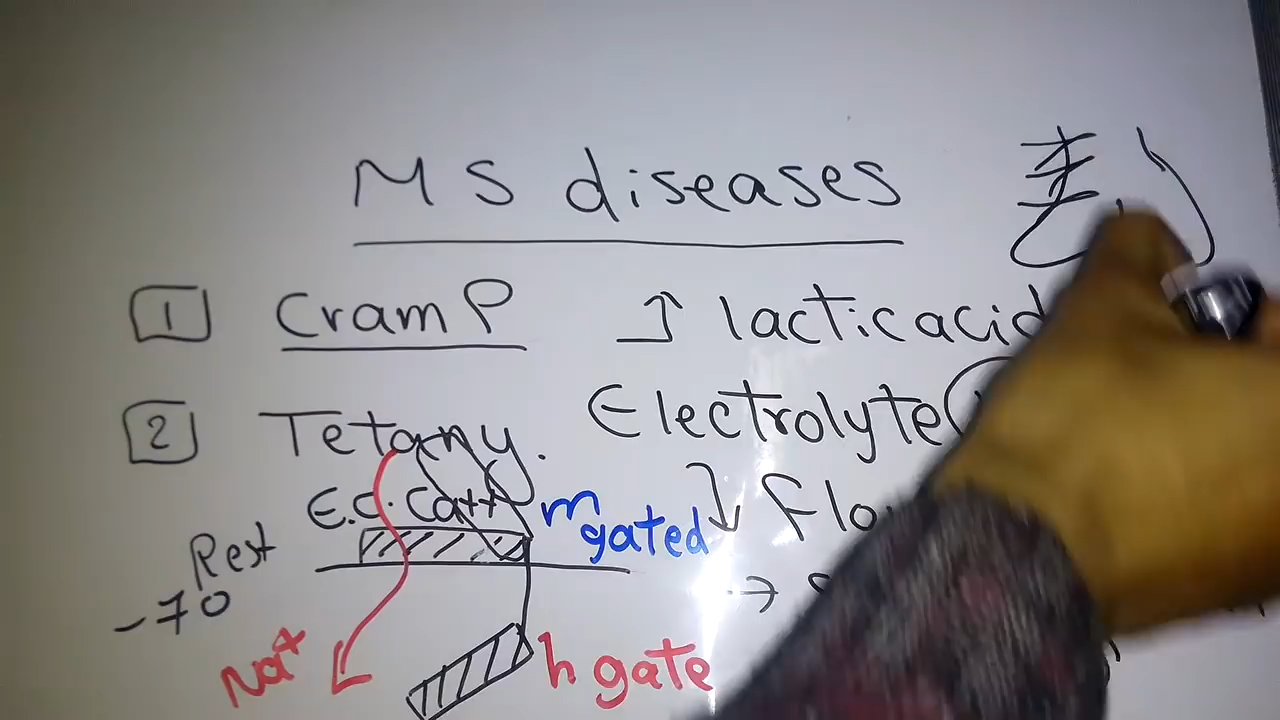 MS diseases
1 Cramp ↑ lacticacid
2 Tetany. Electrolyte
E.C. Ca++ ↓ flo
m gated
Rest
-70
→
Na+
h gate